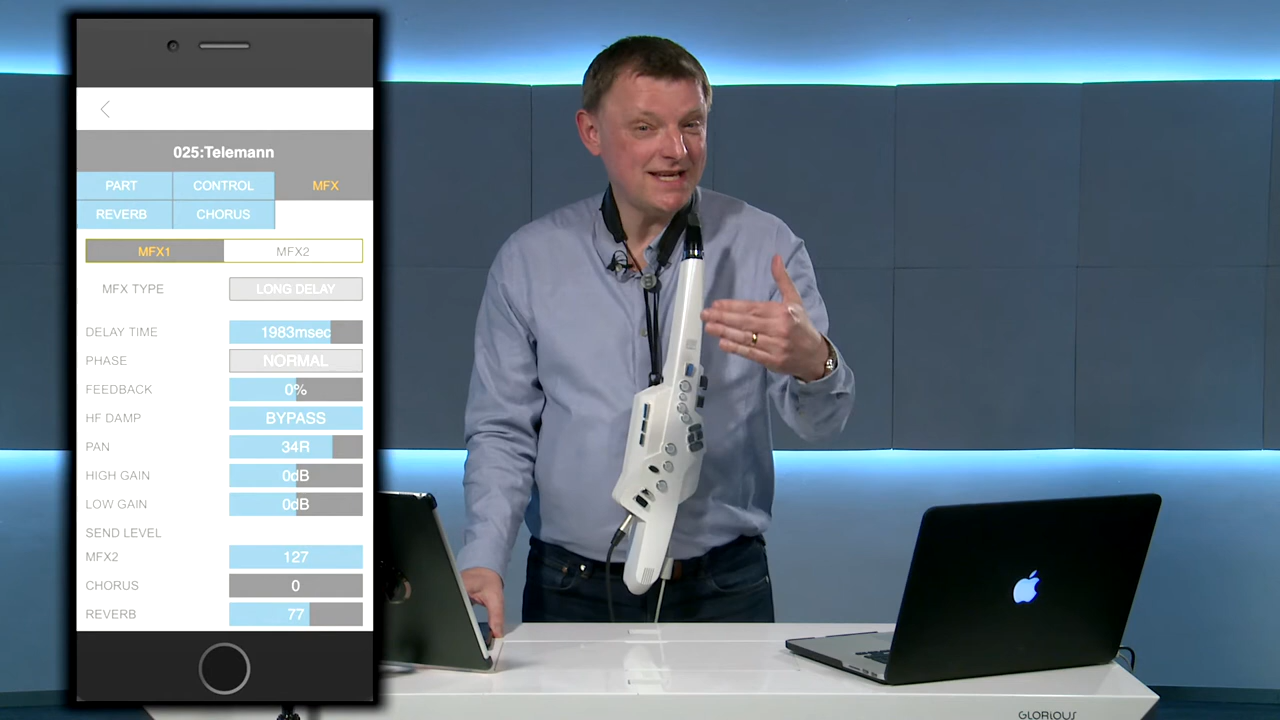 025:Telemann
PART CONTROL MFX
REVERB CHORUS
MFX1 MFX2
MFX TYPE LONG DELAY
DELAY TIME 1983msec
PHASE NORMAL
FEEDBACK 0%
HF DAMP BYPASS
PAN 34R
HIGH GAIN 0dB
LOW GAIN 0dB
SEND LEVEL
MFX2 127
CHORUS 0
REVERB 77
GLORIOUS